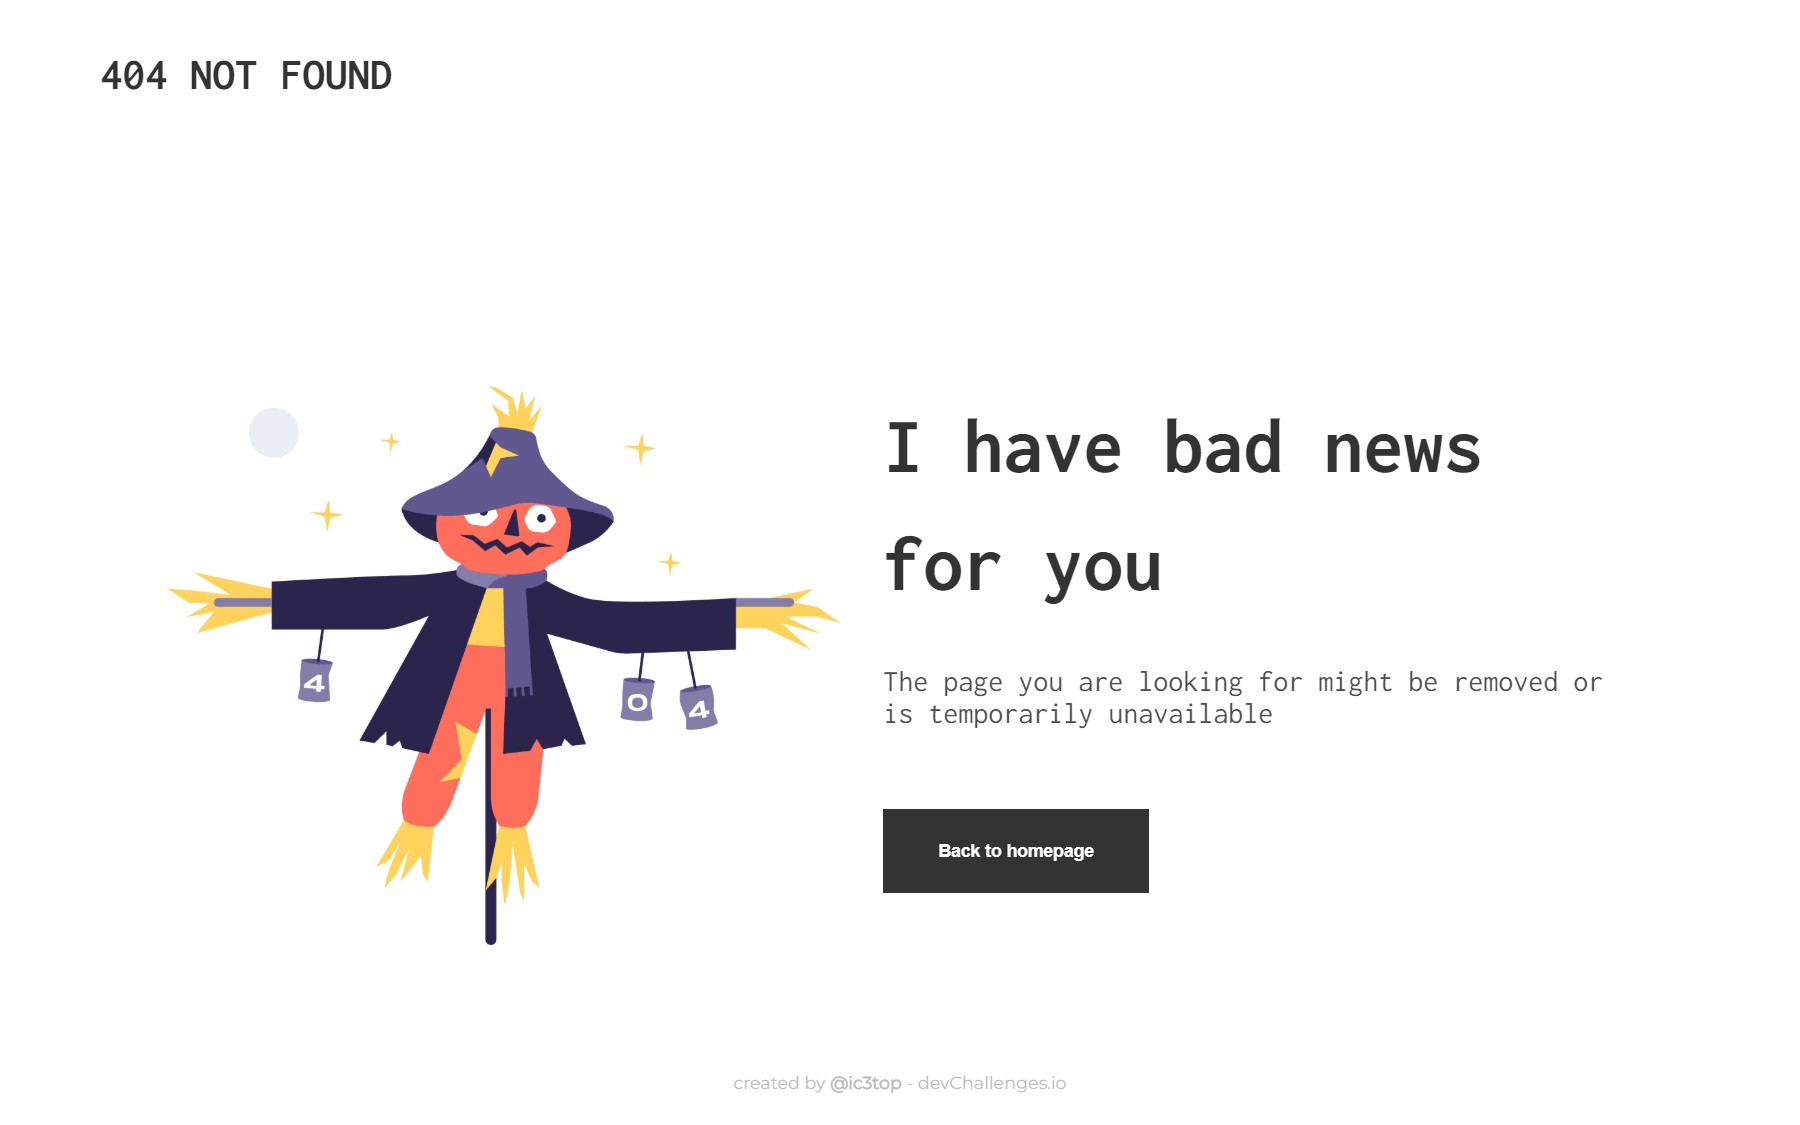 404 NOT FOUND
4
0
4
I have bad news
for you
The page you are looking for might be removed or
is temporarily unavailable
Back to homepage
created by @ic3top - devChallenges.io